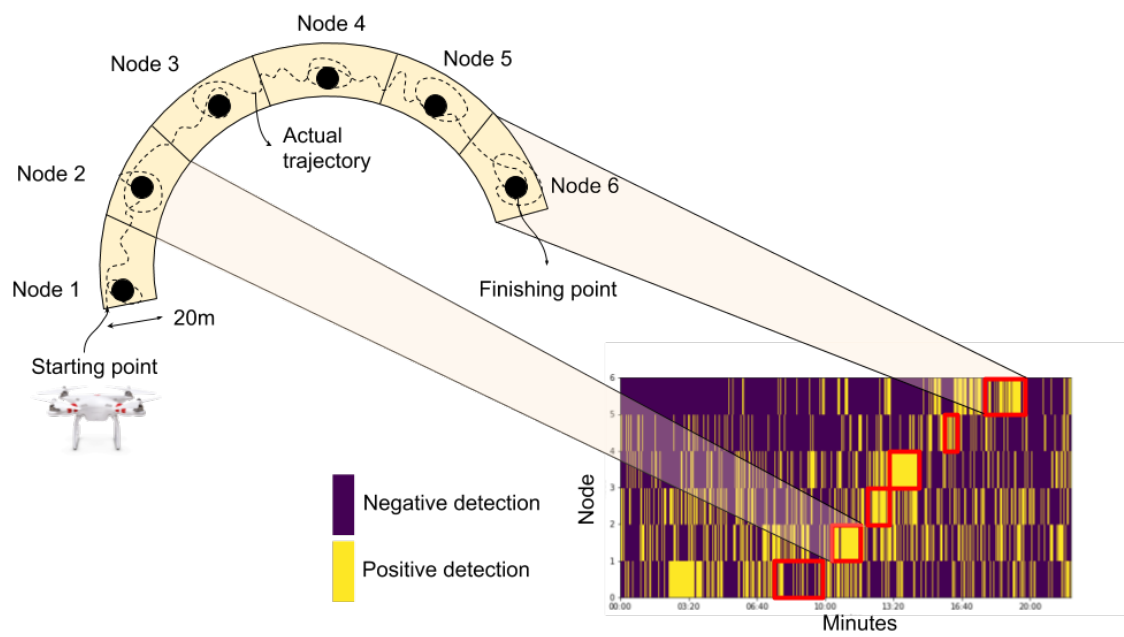 Node 4
Node 3
Node 5
Actual
trajectory
Node 2
Node 6
Node 1
Finishing point
20m
Starting point
Negative detection
Positive detection
Node
6
5
4
3
2
1
0
00:00 03:20 06:40 10:00 13:20 16:40 20:00
Minutes